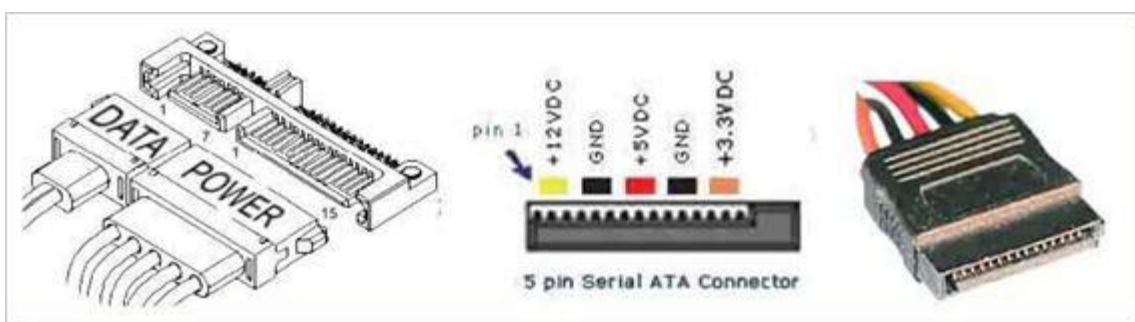 DATA
POWER
1
7
1
15
pin 1
+12VDC
GND
+5VDC
GND
+3.3VDC
5 pin Serial ATA Connector